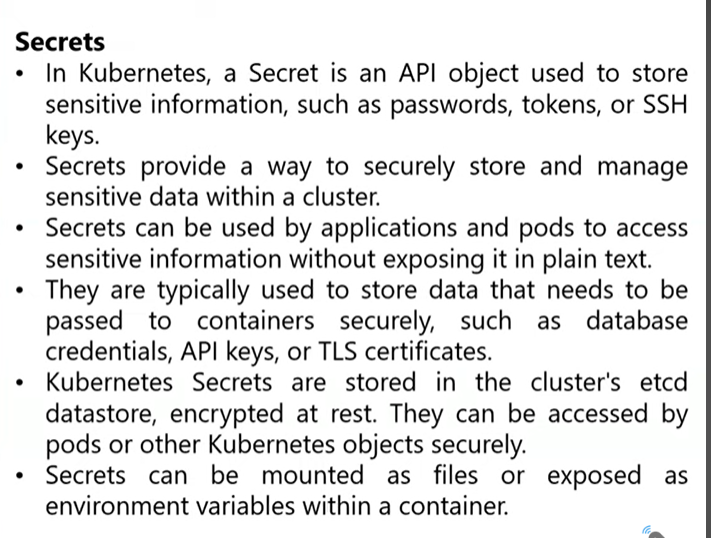 Secrets
• In Kubernetes, a Secret is an API object used to store
sensitive information, such as passwords, tokens, or SSH
keys.
• Secrets provide a way to securely store and manage
sensitive data within a cluster.
• Secrets can be used by applications and pods to access
sensitive information without exposing it in plain text.
• They are typically used to store data that needs to be
passed to containers securely, such as database
credentials, API keys, or TLS certificates.
• Kubernetes Secrets are stored in the cluster's etcd
datastore, encrypted at rest. They can be accessed by
pods or other Kubernetes objects securely.
• Secrets can be mounted as files or exposed as
environment variables within a container.